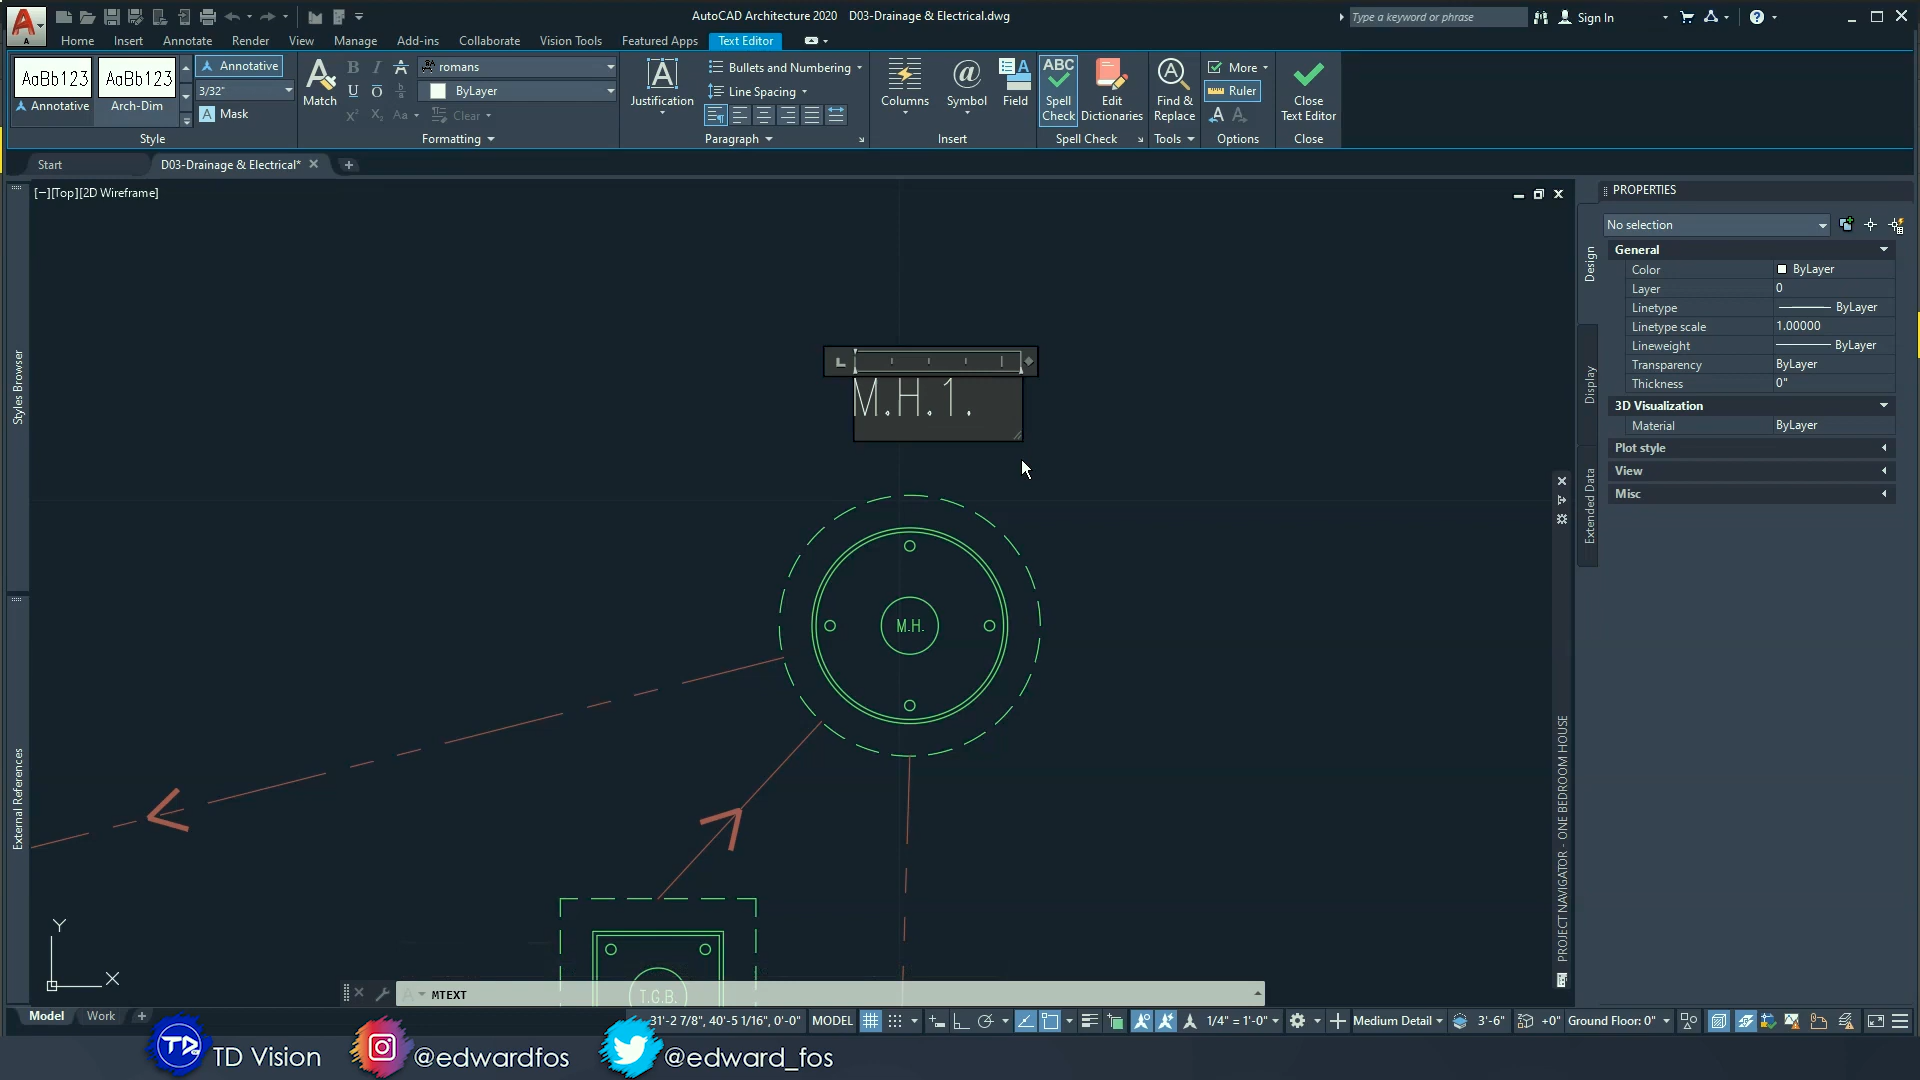 AutoCAD Architecture 2020 D03-Drainage & Electrical.dwg
Type a keyword or phrase
Sign In
Home Insert Annotate Render View Manage Add-ins Collaborate Vision Tools Featured Apps Text Editor
AaBb123 AaBb123
Annotative Arch-Dim
Annotative
3/32"
Mask
Style
Match
romans
ByLayer
Clear
Formatting
Justification
Bullets and Numbering
Line Spacing
Paragraph
Columns
Symbol
Field
Insert
ABC
Spell Check
Edit Dictionaries
Spell Check
Find & Replace
Tools
More
Ruler
Options
Close Text Editor
Close
Start
D03-Drainage & Electrical*
[−][Top][2D Wireframe]
Styles Browser
External References
M.H.1.
M.H.
T.G.B.
Y
X
MTEXT
PROJECT NAVIGATOR - ONE BEDROOM HOUSE
PROPERTIES
Design
Display
Extended Data
No selection
General
Color ByLayer
Layer 0
Linetype ByLayer
Linetype scale 1.00000
Lineweight ByLayer
Transparency ByLayer
Thickness 0"
3D Visualization
Material ByLayer
Plot style
View
Misc
Model Work
31'-2 7/8", 40'-5 1/16", 0'-0" MODEL 1/4" = 1'-0" Medium Detail 3'-6" +0" Ground Floor: 0"
TD Vision @edwardfos @edward_fos